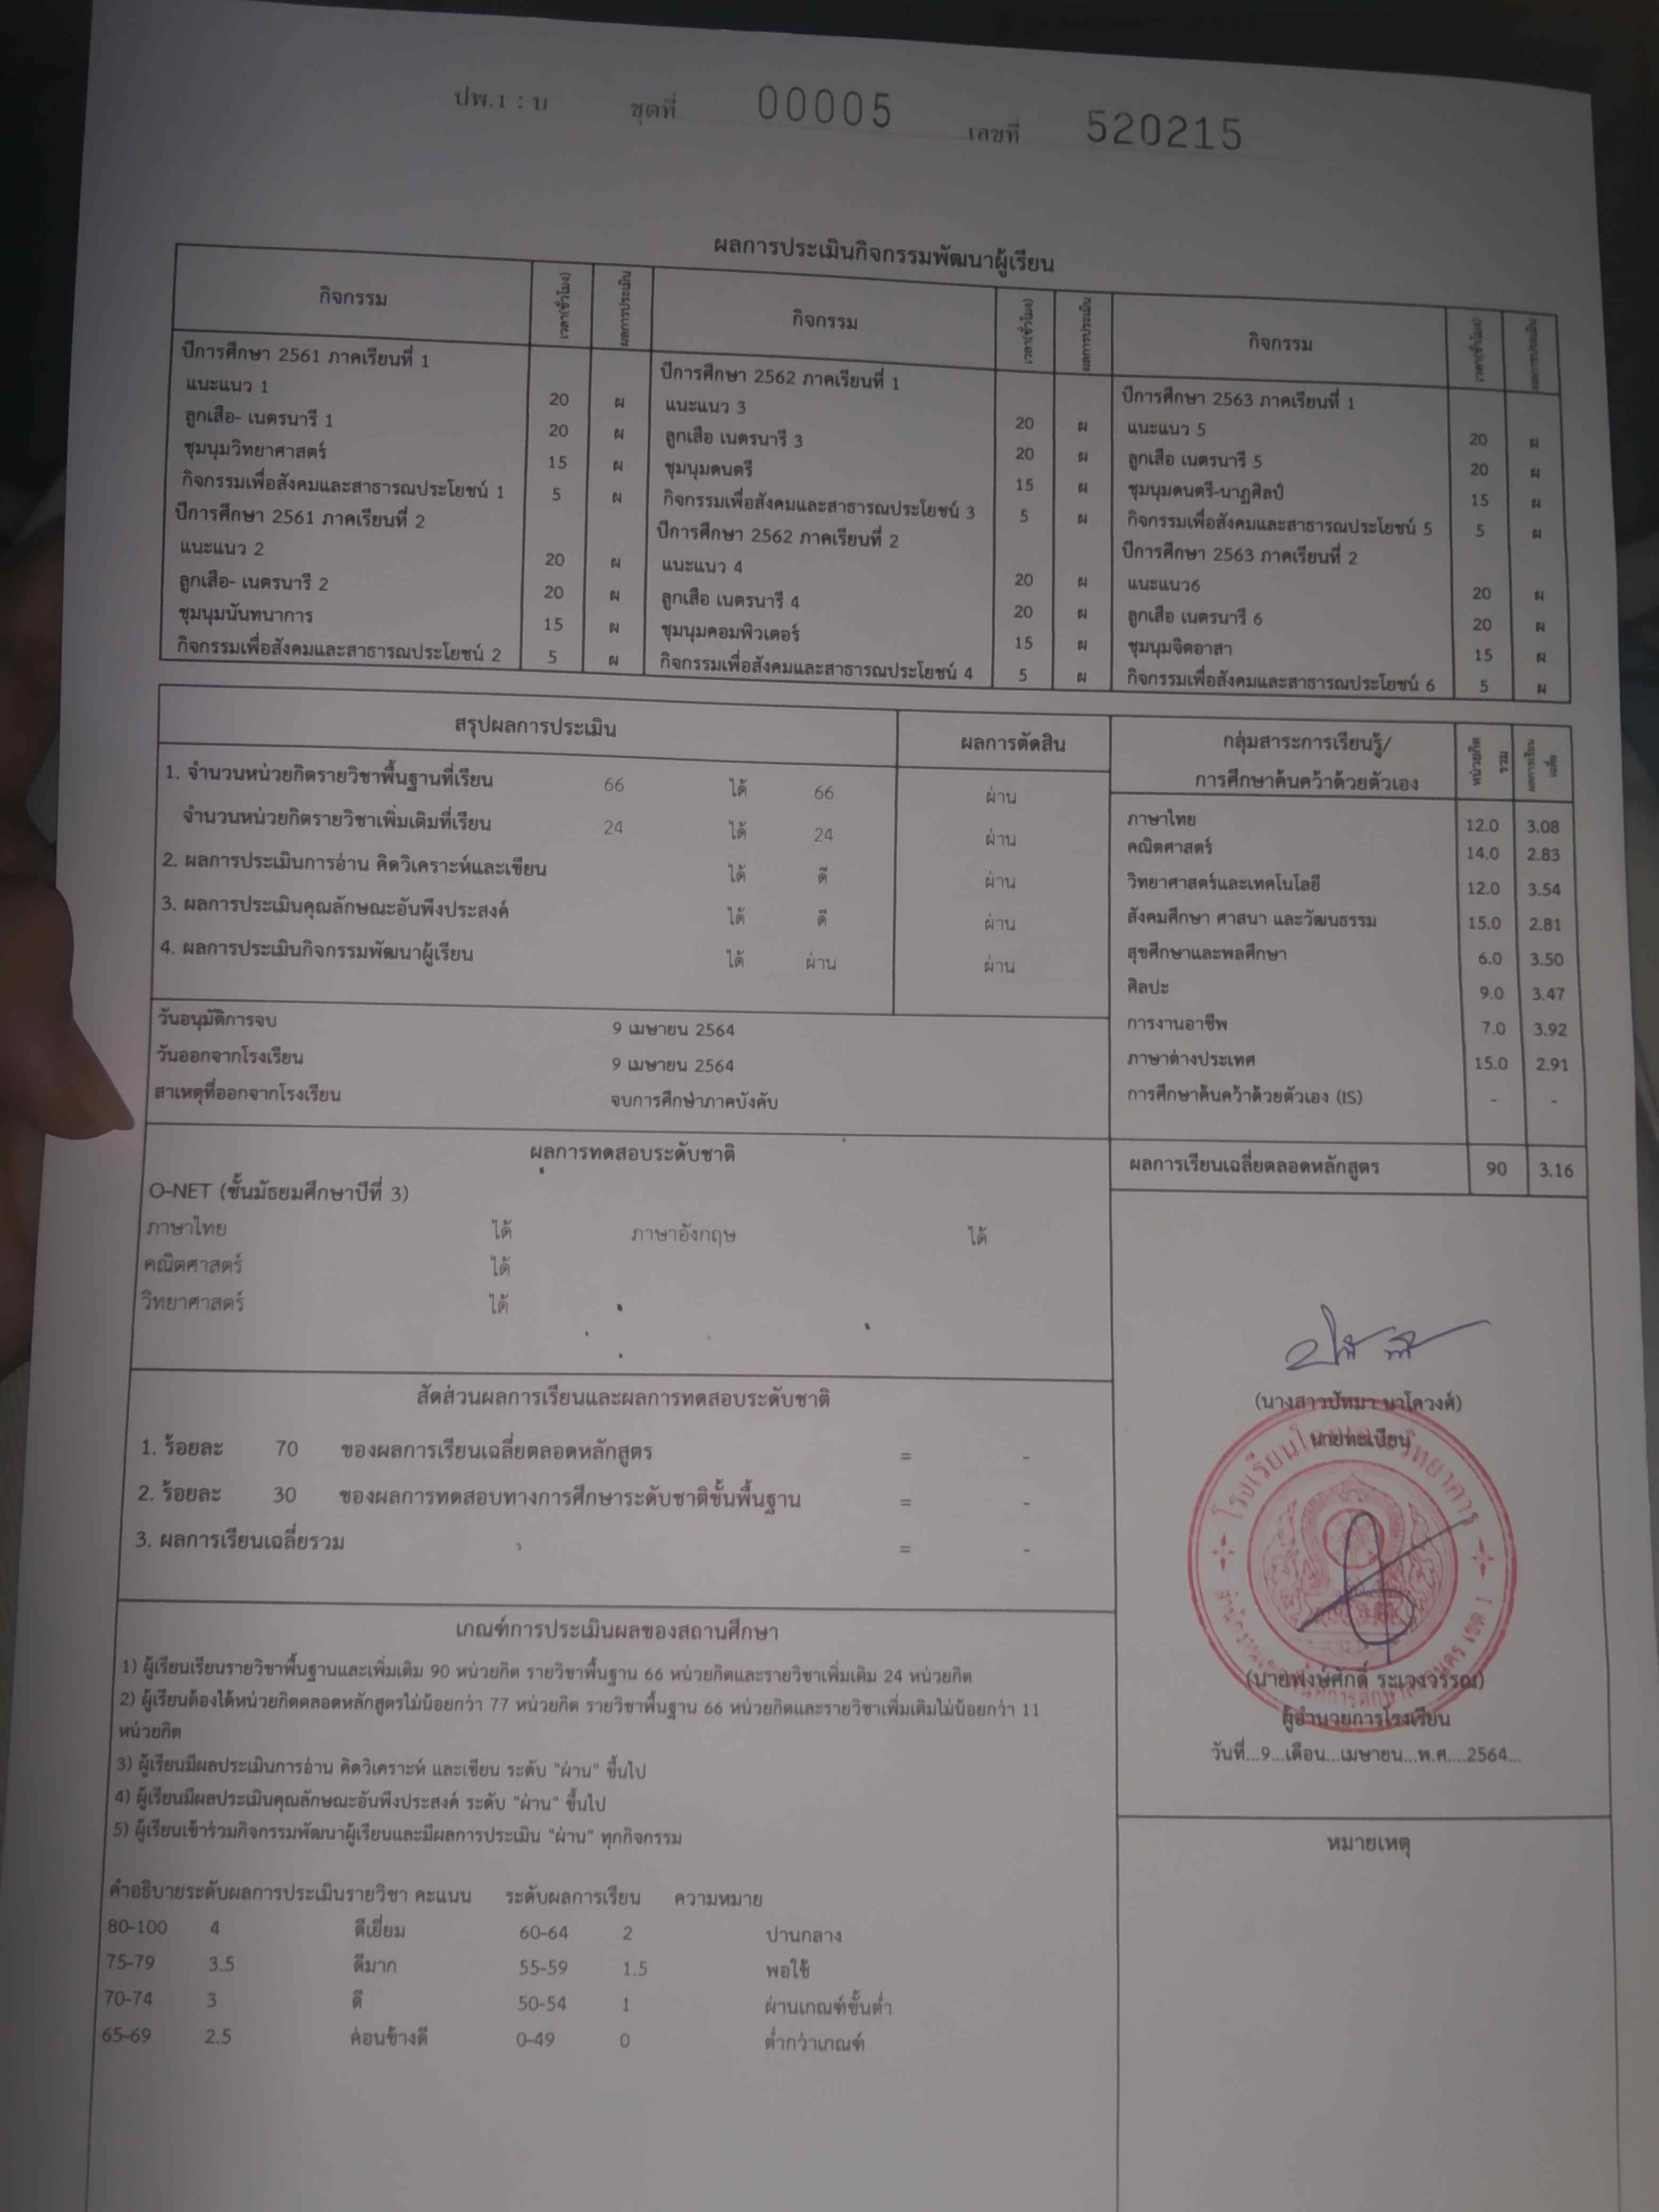 ปพ.1 : บ ชุดที่ 00005 เลขที่ 520215
ผลการประเมินกิจกรรมพัฒนาผู้เรียน
กิจกรรม เวลา(ชั่วโมง) ผลการประเมิน กิจกรรม เวลา(ชั่วโมง) ผลการประเมิน กิจกรรม เวลา(ชั่วโมง) ผลการประเมิน
ปีการศึกษา 2561 ภาคเรียนที่ 1 ปีการศึกษา 2562 ภาคเรียนที่ 1 ปีการศึกษา 2563 ภาคเรียนที่ 1
แนะแนว 1 20 ผ แนะแนว 3 20 ผ แนะแนว 5 20 ผ
ลูกเสือ- เนตรนารี 1 20 ผ ลูกเสือ เนตรนารี 3 20 ผ ลูกเสือ เนตรนารี 5 20 ผ
ชุมนุมวิทยาศาสตร์ 15 ผ ชุมนุมดนตรี 15 ผ ชุมนุมดนตรี-นาฏศิลป์ 15 ผ
กิจกรรมเพื่อสังคมและสาธารณประโยชน์ 1 5 ผ กิจกรรมเพื่อสังคมและสาธารณประโยชน์ 3 5 ผ กิจกรรมเพื่อสังคมและสาธารณประโยชน์ 5 5 ผ
ปีการศึกษา 2561 ภาคเรียนที่ 2 ปีการศึกษา 2562 ภาคเรียนที่ 2 ปีการศึกษา 2563 ภาคเรียนที่ 2
แนะแนว 2 20 ผ แนะแนว 4 20 ผ แนะแนว6 20 ผ
ลูกเสือ- เนตรนารี 2 20 ผ ลูกเสือ เนตรนารี 4 20 ผ ลูกเสือ เนตรนารี 6 20 ผ
ชุมนุมนันทนาการ 15 ผ ชุมนุมคอมพิวเตอร์ 15 ผ ชุมนุมจิตอาสา 15 ผ
กิจกรรมเพื่อสังคมและสาธารณประโยชน์ 2 5 ผ กิจกรรมเพื่อสังคมและสาธารณประโยชน์ 4 5 ผ กิจกรรมเพื่อสังคมและสาธารณประโยชน์ 6 5 ผ
สรุปผลการประเมิน ผลการตัดสิน
1. จำนวนหน่วยกิตรายวิชาพื้นฐานที่เรียน 66 ได้ 66 ผ่าน
จำนวนหน่วยกิตรายวิชาเพิ่มเติมที่เรียน 24 ได้ 24 ผ่าน
2. ผลการประเมินการอ่าน คิดวิเคราะห์และเขียน ได้ ดี ผ่าน
3. ผลการประเมินคุณลักษณะอันพึงประสงค์ ได้ ดี ผ่าน
4. ผลการประเมินกิจกรรมพัฒนาผู้เรียน ได้ ผ่าน ผ่าน
วันอนุมัติการจบ 9 เมษายน 2564
วันออกจากโรงเรียน 9 เมษายน 2564
สาเหตุที่ออกจากโรงเรียน จบการศึกษาภาคบังคับ
กลุ่มสาระการเรียนรู้/ หน่วยกิตรวม ผลการเรียนเฉลี่ย
การศึกษาค้นคว้าด้วยตัวเอง
ภาษาไทย 12.0 3.08
คณิตศาสตร์ 14.0 2.83
วิทยาศาสตร์และเทคโนโลยี 12.0 3.54
สังคมศึกษา ศาสนา และวัฒนธรรม 15.0 2.81
สุขศึกษาและพลศึกษา 6.0 3.50
ศิลปะ 9.0 3.47
การงานอาชีพ 7.0 3.92
ภาษาต่างประเทศ 15.0 2.91
การศึกษาค้นคว้าด้วยตัวเอง (IS) - -
ผลการเรียนเฉลี่ยตลอดหลักสูตร 90 3.16
ผลการทดสอบระดับชาติ
O-NET (ชั้นมัธยมศึกษาปีที่ 3)
ภาษาไทย ได้ ภาษาอังกฤษ ได้
คณิตศาสตร์ ได้
วิทยาศาสตร์ ได้
สัดส่วนผลการเรียนและผลการทดสอบระดับชาติ
1. ร้อยละ 70 ของผลการเรียนเฉลี่ยตลอดหลักสูตร = -
2. ร้อยละ 30 ของผลการทดสอบทางการศึกษาระดับชาติขั้นพื้นฐาน = -
3. ผลการเรียนเฉลี่ยรวม = -
เกณฑ์การประเมินผลของสถานศึกษา
1) ผู้เรียนเรียนรายวิชาพื้นฐานและเพิ่มเติม 90 หน่วยกิต รายวิชาพื้นฐาน 66 หน่วยกิตและรายวิชาเพิ่มเติม 24 หน่วยกิต
2) ผู้เรียนต้องได้หน่วยกิตตลอดหลักสูตรไม่น้อยกว่า 77 หน่วยกิต รายวิชาพื้นฐาน 66 หน่วยกิตและรายวิชาเพิ่มเติมไม่น้อยกว่า 11
หน่วยกิต
3) ผู้เรียนมีผลประเมินการอ่าน คิดวิเคราะห์ และเขียน ระดับ "ผ่าน" ขึ้นไป
4) ผู้เรียนมีผลประเมินคุณลักษณะอันพึงประสงค์ ระดับ "ผ่าน" ขึ้นไป
5) ผู้เรียนเข้าร่วมกิจกรรมพัฒนาผู้เรียนและมีผลการประเมิน "ผ่าน" ทุกกิจกรรม
คำอธิบายระดับผลการประเมินรายวิชา คะแนน ระดับผลการเรียน ความหมาย
80-100 4 ดีเยี่ยม 60-64 2 ปานกลาง
75-79 3.5 ดีมาก 55-59 1.5 พอใช้
70-74 3 ดี 50-54 1 ผ่านเกณฑ์ขั้นต่ำ
65-69 2.5 ค่อนข้างดี 0-49 0 ต่ำกว่าเกณฑ์
(นางสาวปัทมา นาโควงค์)
นายทะเบียน
(นายพงษ์ศักดิ์ ระเวงวรรณ)
ผู้อำนวยการโรงเรียน
วันที่...9...เดือน...เมษายน...พ.ศ....2564...
หมายเหตุ